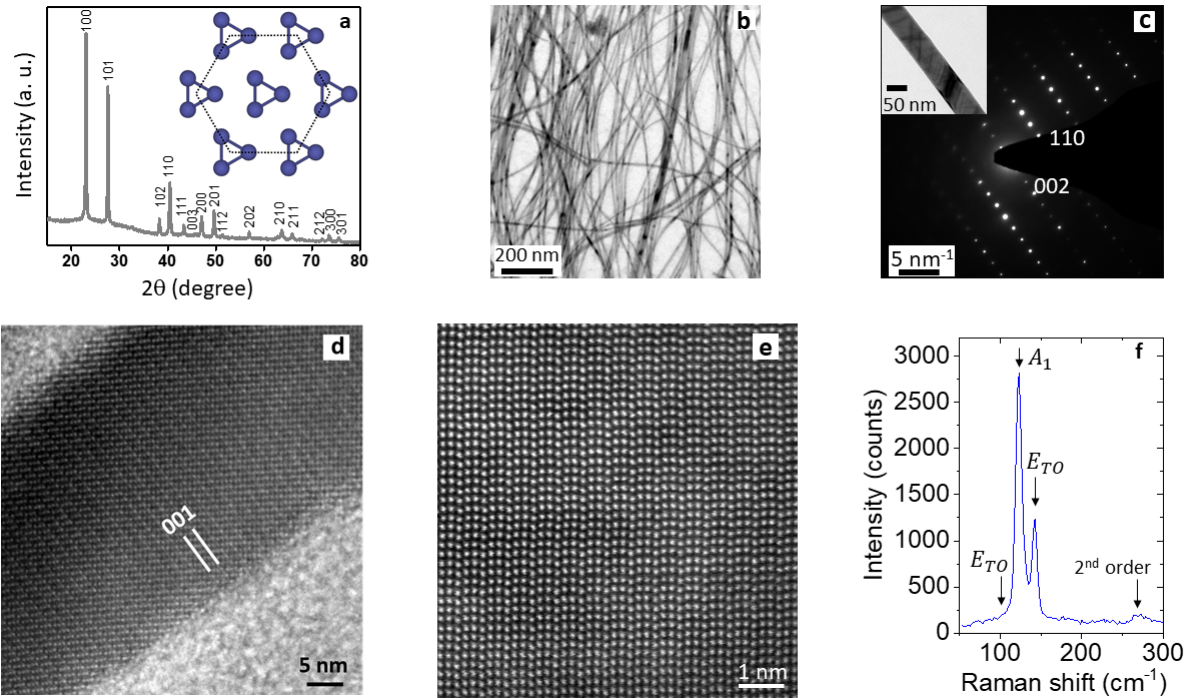 a
100
101
102
110
111
003
200
201
112
202
210
211
212
300
301
Intensity (a. u.)
20 30 40 50 60 70 80
2θ (degree)
b
200 nm
c
50 nm
110
002
5 nm-1
d
001
5 nm
e
1 nm
f
3000
2500
2000
1500
1000
500
0
Intensity (counts)
A1
ETO
ETO
2nd order
100 200 300
Raman shift (cm-1)